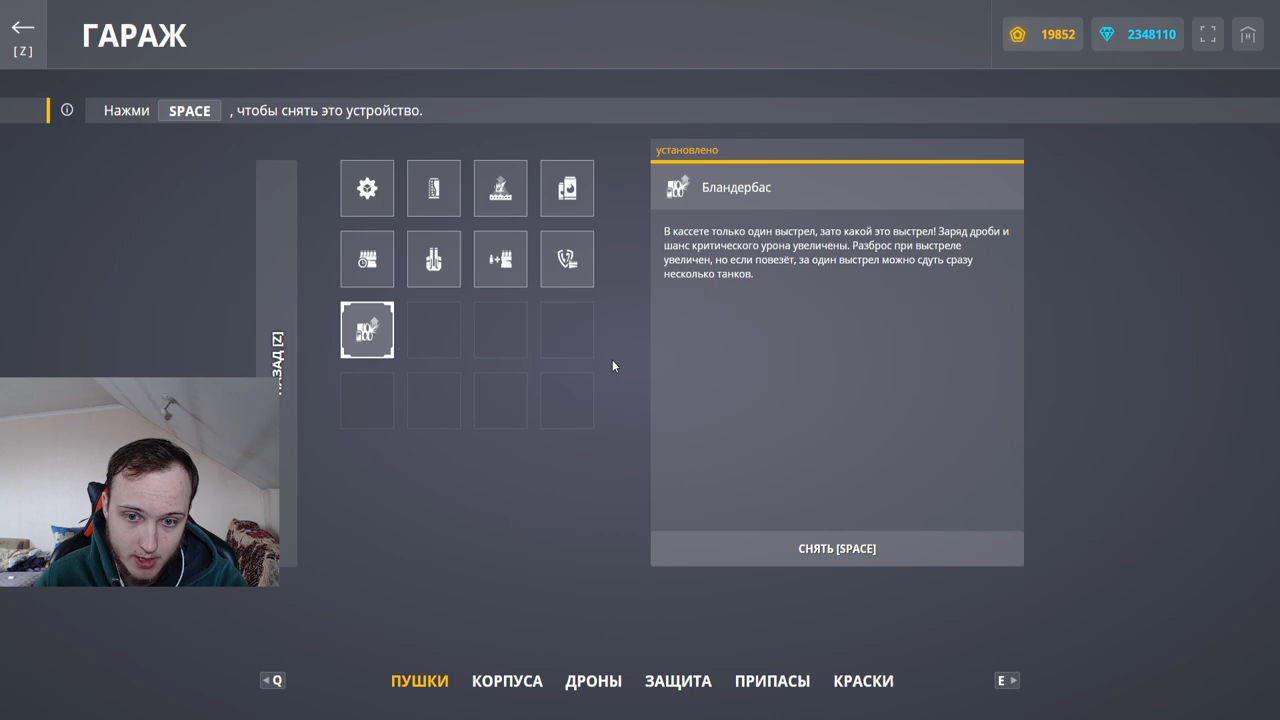 [Z]
ГАРАЖ
19852
2348110
Нажми SPACE , чтобы снять это устройство.
установлено
Бландербас
В кассете только один выстрел, зато какой это выстрел! Заряд дроби и
шанс критического урона увеличены. Разброс при выстреле
увеличен, но если повезёт, за один выстрел можно сдуть сразу
несколько танков.
НАЗАД [Z]
СНЯТЬ [SPACE]
Q
ПУШКИ
КОРПУСА
ДРОНЫ
ЗАЩИТА
ПРИПАСЫ
КРАСКИ
E